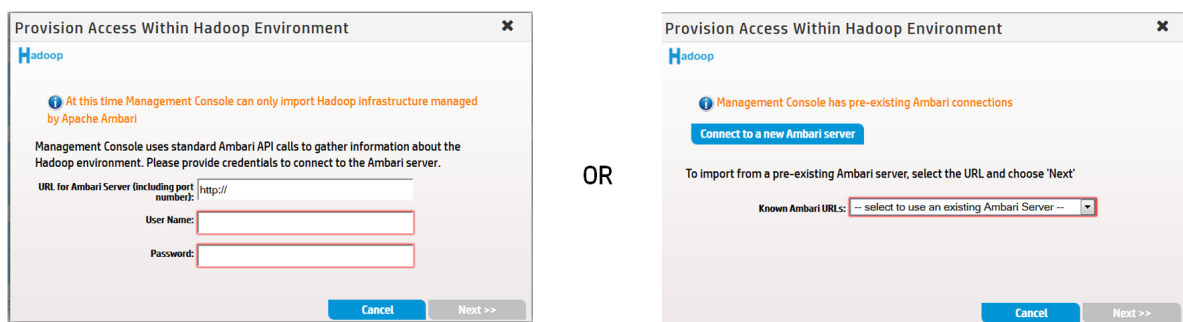 Provision Access Within Hadoop Environment
Hadoop
At this time Management Console can only import Hadoop infrastructure managed
by Apache Ambari
Management Console uses standard Ambari API calls to gather information about the
Hadoop environment. Please provide credentials to connect to the Ambari server.
URL for Ambari Server (including port
number):
http://
User Name:
Password:
Cancel
Next >>
OR
Provision Access Within Hadoop Environment
Hadoop
Management Console has pre-existing Ambari connections
Connect to a new Ambari server
To import from a pre-existing Ambari server, select the URL and choose 'Next'
Known Ambari URLs:
-- select to use an existing Ambari Server --
Cancel
Next >>